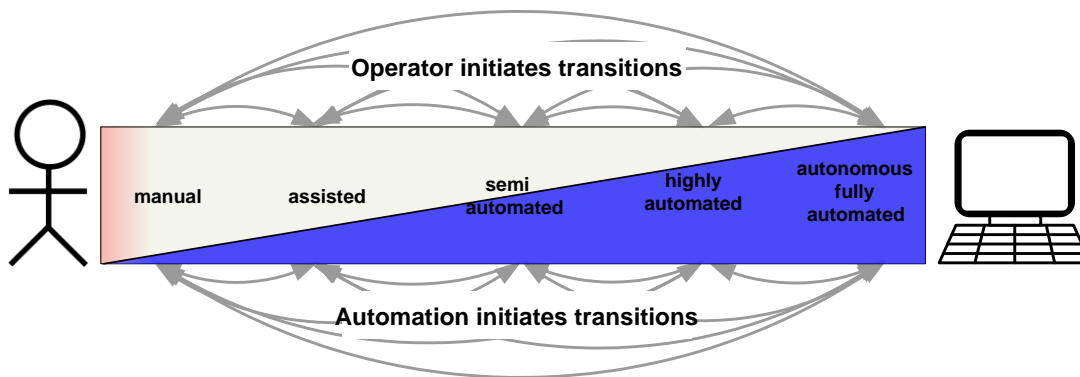 Operator initiates transitions
manual
assisted
semi
automated
highly
automated
autonomous
fully
automated
Automation initiates transitions